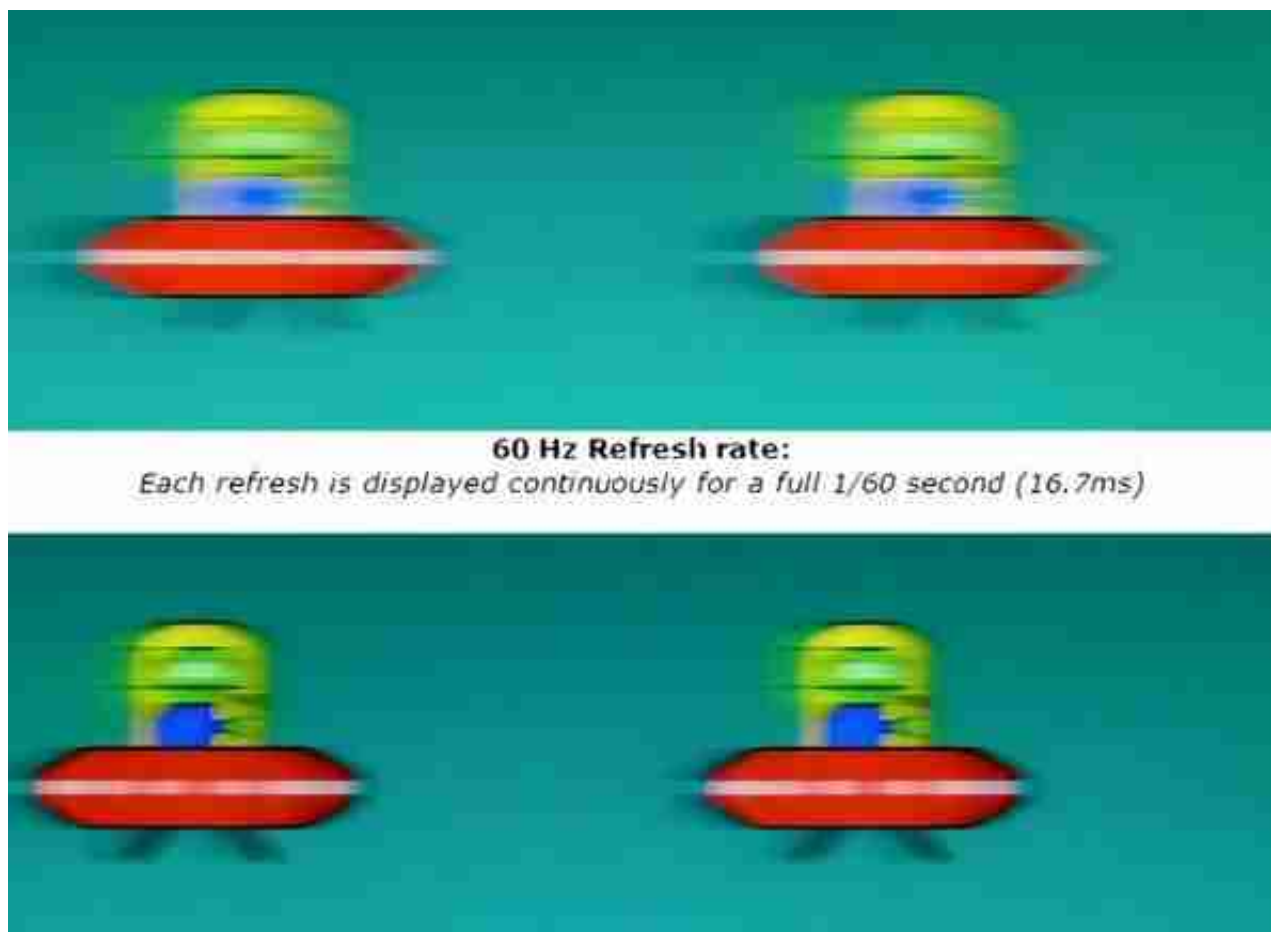 60 Hz Refresh rate:
Each refresh is displayed continuously for a full 1/60 second (16.7ms)